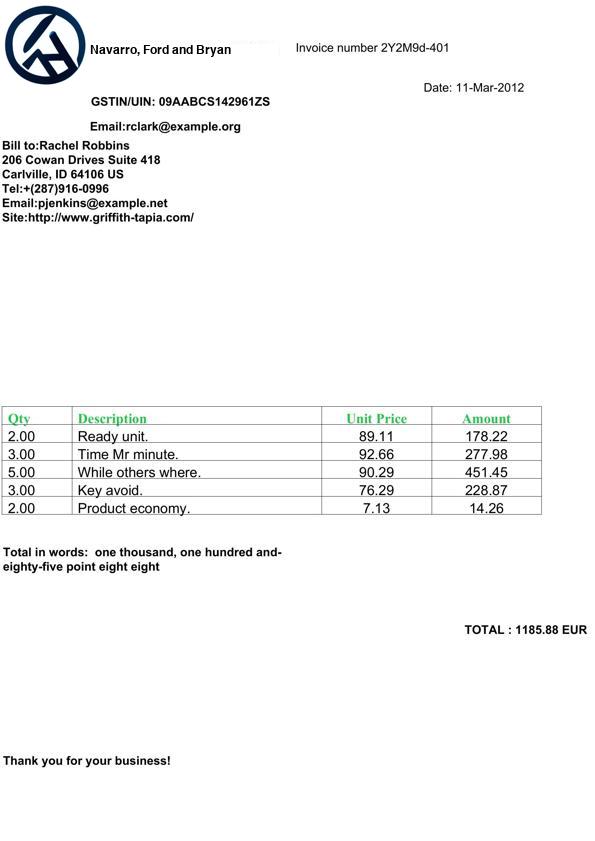 Navarro, Ford and Bryan
Invoice number 2Y2M9d-401
Date: 11-Mar-2012
GSTIN/UIN: 09AABCS142961ZS
Email:rclark@example.org
Bill to:Rachel Robbins
206 Cowan Drives Suite 418
Carlville, ID 64106 US
Tel:+(287)916-0996
Email:pjenkins@example.net
Site:http://www.griffith-tapia.com/
Qty Description Unit Price Amount
2.00 Ready unit. 89.11 178.22
3.00 Time Mr minute. 92.66 277.98
5.00 While others where. 90.29 451.45
3.00 Key avoid. 76.29 228.87
2.00 Product economy. 7.13 14.26
Total in words:  one thousand, one hundred and-
eighty-five point eight eight
TOTAL : 1185.88 EUR
Thank you for your business!